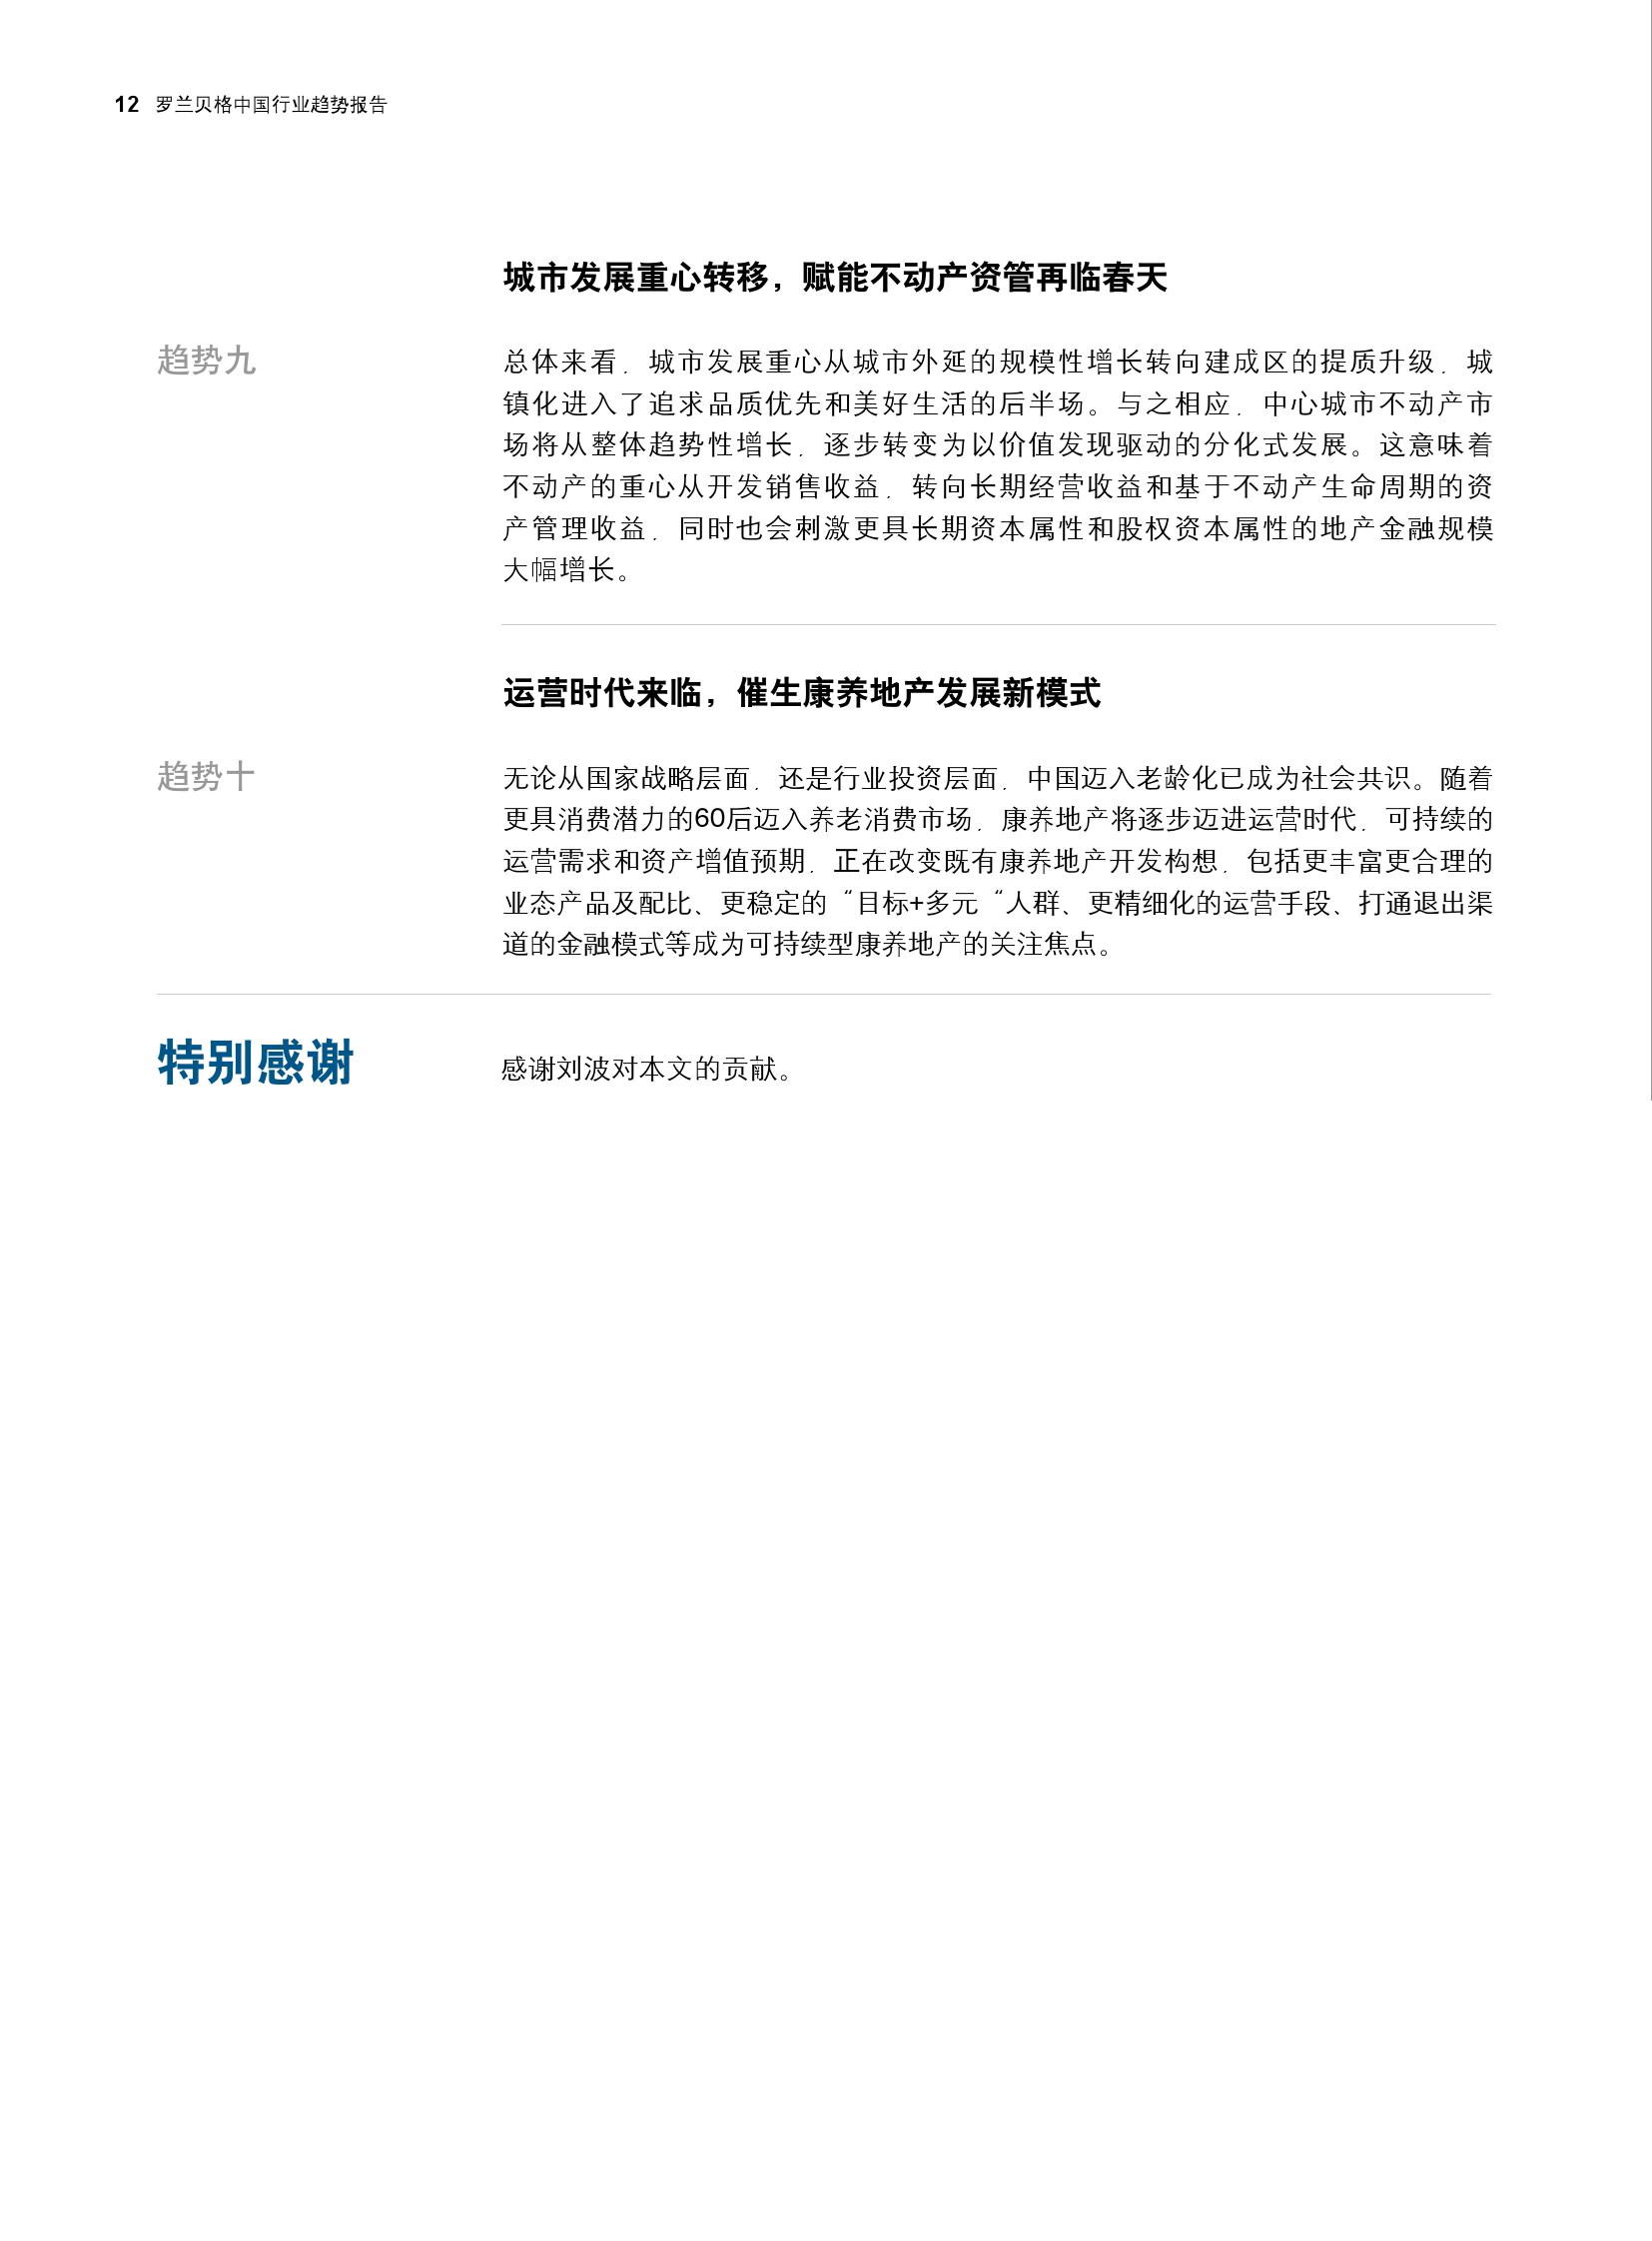 12 罗兰贝格中国行业趋势报告
城市发展重心转移，赋能不动产资管再临春天
趋势九
总体来看，城市发展重心从城市外延的规模性增长转向建成区的提质升级，城
镇化进入了追求品质优先和美好生活的后半场。与之相应，中心城市不动产市
场将从整体趋势性增长，逐步转变为以价值发现驱动的分化式发展。这意味着
不动产的重心从开发销售收益，转向长期经营收益和基于不动产生命周期的资
产管理收益，同时也会刺激更具长期资本属性和股权资本属性的地产金融规模
大幅增长。
运营时代来临，催生康养地产发展新模式
趋势十
无论从国家战略层面，还是行业投资层面，中国迈入老龄化已成为社会共识。随着
更具消费潜力的60后迈入养老消费市场，康养地产将逐步迈进运营时代，可持续的
运营需求和资产增值预期，正在改变既有康养地产开发构想，包括更丰富更合理的
业态产品及配比、更稳定的“目标+多元“人群、更精细化的运营手段、打通退出渠
道的金融模式等成为可持续型康养地产的关注焦点。
特别感谢
感谢刘波对本文的贡献。